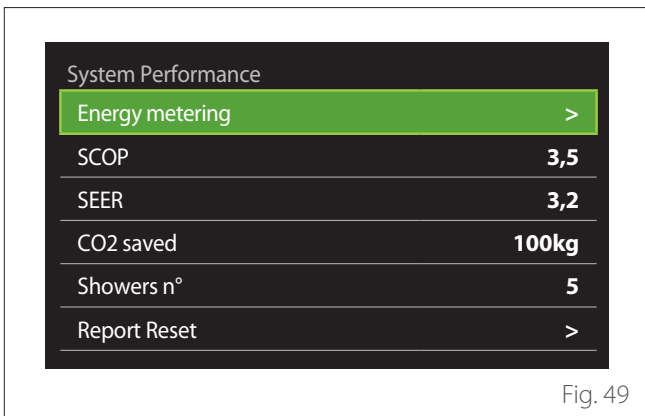 System Performance
Energy metering >
SCOP 3,5
SEER 3,2
CO2 saved 100kg
Showers n° 5
Report Reset >
Fig. 49